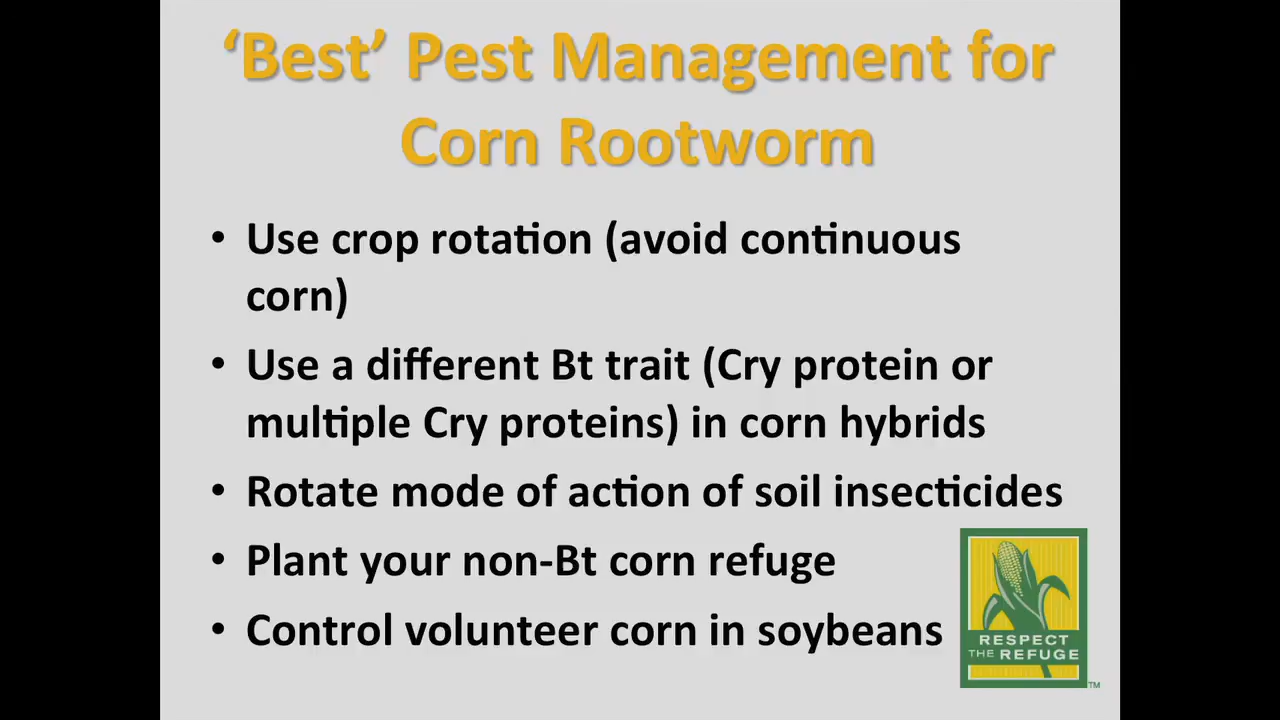 ‘Best’ Pest Management for
Corn Rootworm
• Use crop rotation (avoid continuous
corn)
• Use a different Bt trait (Cry protein or
multiple Cry proteins) in corn hybrids
• Rotate mode of action of soil insecticides
• Plant your non-Bt corn refuge
• Control volunteer corn in soybeans
RESPECT
THE REFUGE
TM